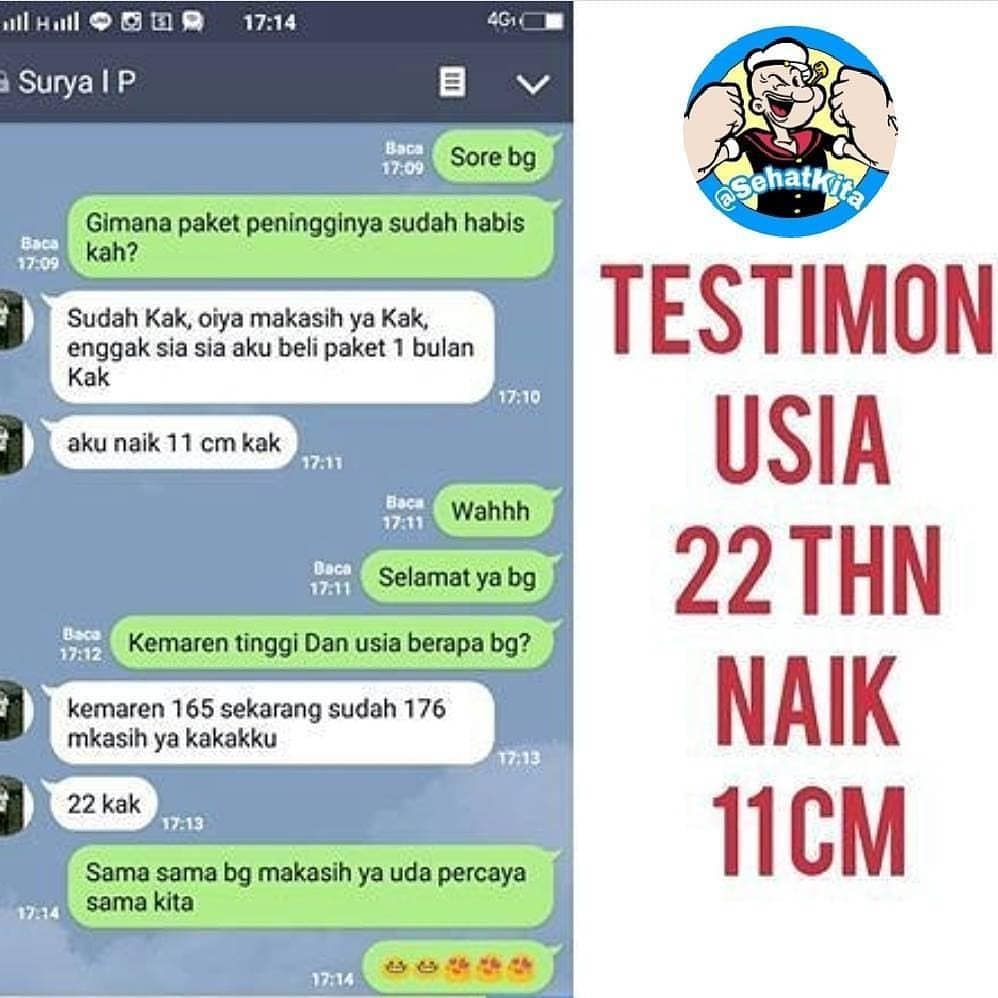 H
17:14
4G1
Surya I P
Baca
17:09
Sore bg
Gimana paket peningginya sudah habis
kah?
Baca
17:09
Sudah Kak, oiya makasih ya Kak,
enggak sia sia aku beli paket 1 bulan
Kak
17:10
aku naik 11 cm kak
17:11
Baca
17:11
Wahhh
Baca
17:11
Selamat ya bg
Baca
17:12
Kemaren tinggi Dan usia berapa bg?
kemaren 165 sekarang sudah 176
mkasih ya kakakku
17:13
22 kak
17:13
Sama sama bg makasih ya uda percaya
sama kita
17:14
17:14
@SehatKita
TESTIMON
USIA
22 THN
NAIK
11CM